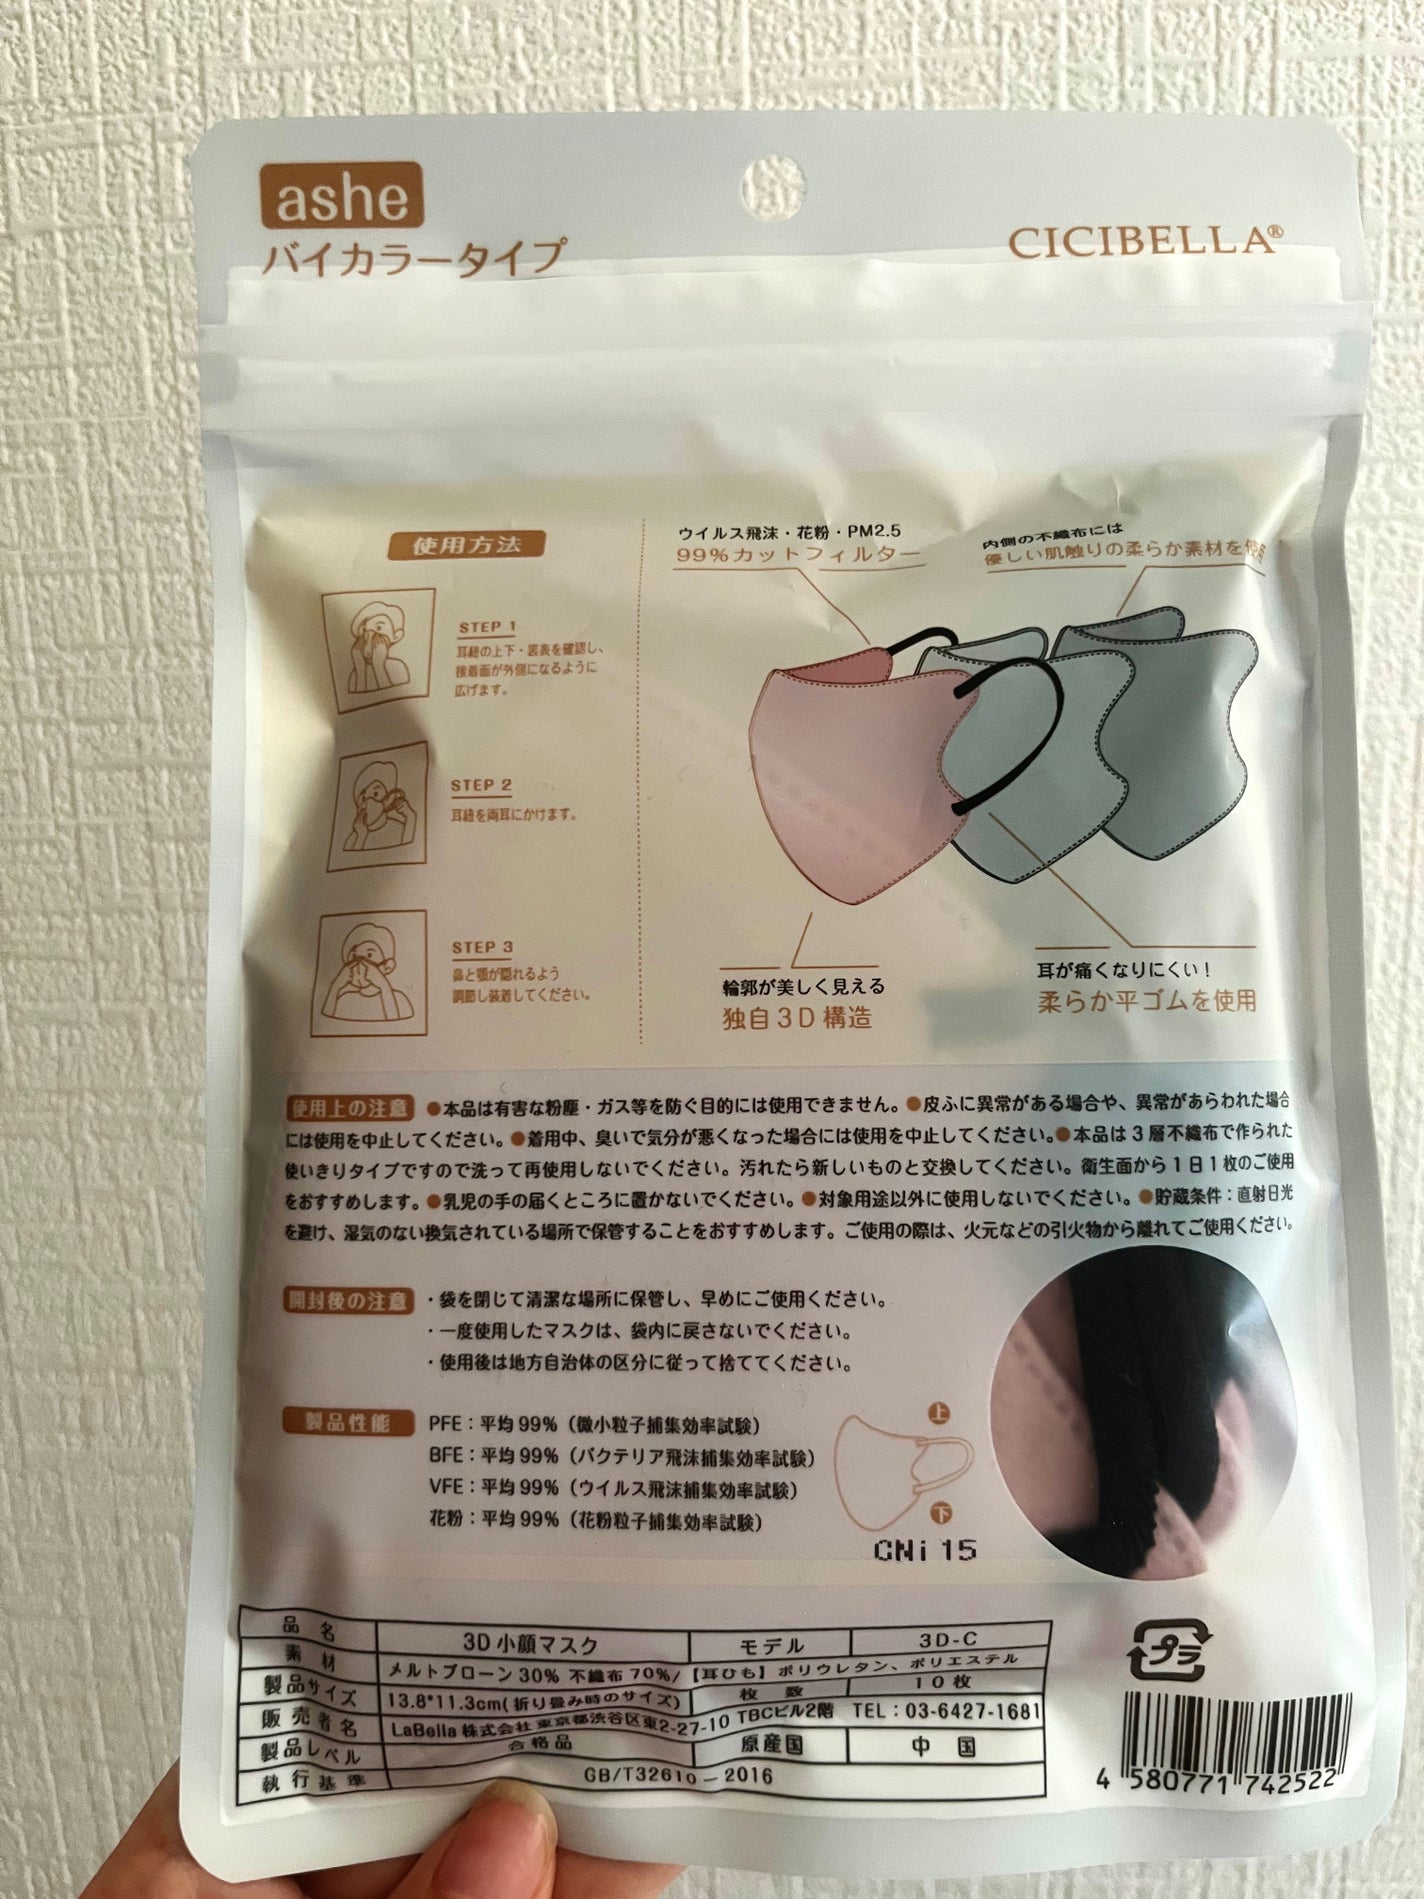 ashe
バイカラータイプ
CICIBELLA®
使用方法
STEP 1
耳紐の上下・裏表を確認し、
接着面が外側になるように
広げます。
STEP 2
耳紐を両耳にかけます。
STEP 3
鼻と顎が隠れるよう
調節し装着してください。
ウイルス飛沫・花粉・PM2.5
99%カットフィルター
内側の不織布には
優しい肌触りの柔らか素材を使用
輪郭が美しく見える
独自3D構造
耳が痛くなりにくい！
柔らか平ゴムを使用
使用上の注意 ●本品は有害な粉塵・ガス等を防ぐ目的には使用できません。●皮ふに異常がある場合や、異常があらわれた場合
には使用を中止してください。●着用中、臭いで気分が悪くなった場合には使用を中止してください。●本品は3層不織布で作られた
使いきりタイプですので洗って再使用しないでください。汚れたら新しいものと交換してください。衛生面から1日1枚のご使用
をおすすめします。●乳児の手の届くところに置かないでください。●対象用途以外に使用しないでください。●貯蔵条件：直射日光
を避け、湿気のない換気されている場所で保管することをおすすめします。ご使用の際は、火元などの引火物から離れてご使用ください。
開封後の注意 ・袋を閉じて清潔な場所に保管し、早めにご使用ください。
・一度使用したマスクは、袋内に戻さないでください。
・使用後は地方自治体の区分に従って捨ててください。
製品性能 PFE：平均99%（微小粒子捕集効率試験）
BFE：平均99%（バクテリア飛沫捕集効率試験）
VFE：平均99%（ウイルス飛沫捕集効率試験）
花粉：平均99%（花粉粒子捕集効率試験）
上
下
CNi 15
品名 3D小顔マスク モデル 3D-C
素材 メルトブローン30% 不織布70%/【耳ひも】ポリウレタン、ポリエステル
製品サイズ 13.8*11.3cm(折り畳み時のサイズ) 枚数 10枚
販売者名 LaBella株式会社 東京都渋谷区東2-27-10 TBCビル2階 TEL：03-6427-1681
製品レベル 合格品 原産国 中国
執行基準 GB/T32610-2016
プラ
4 580771 742522